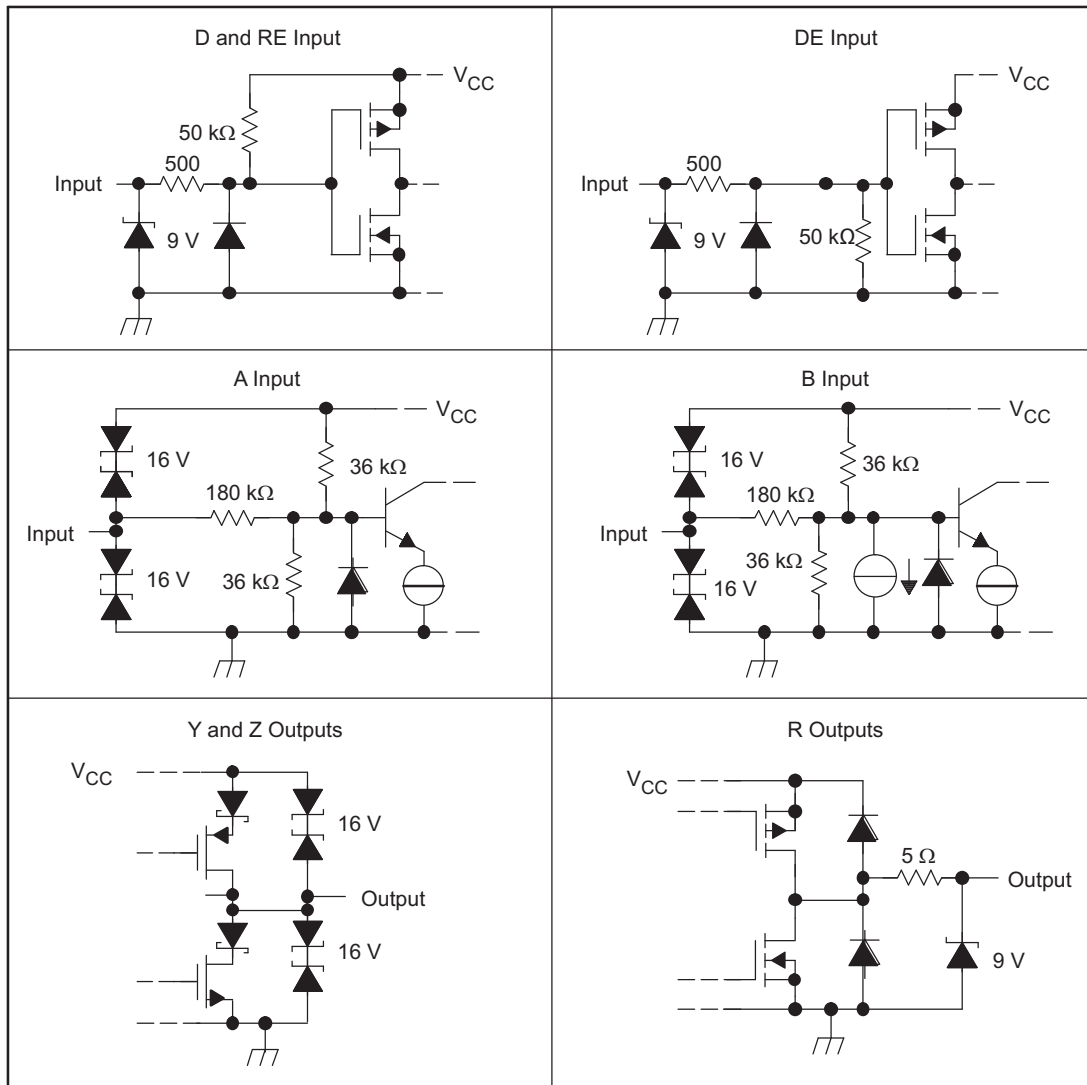 D and RE Input
V_CC
50 kΩ
500
Input
9 V
DE Input
V_CC
500
Input
9 V
50 kΩ
A Input
V_CC
16 V
36 kΩ
180 kΩ
Input
16 V
36 kΩ
B Input
V_CC
16 V
36 kΩ
180 kΩ
Input
36 kΩ
16 V
Y and Z Outputs
V_CC
16 V
Output
16 V
R Outputs
V_CC
5 Ω
Output
9 V